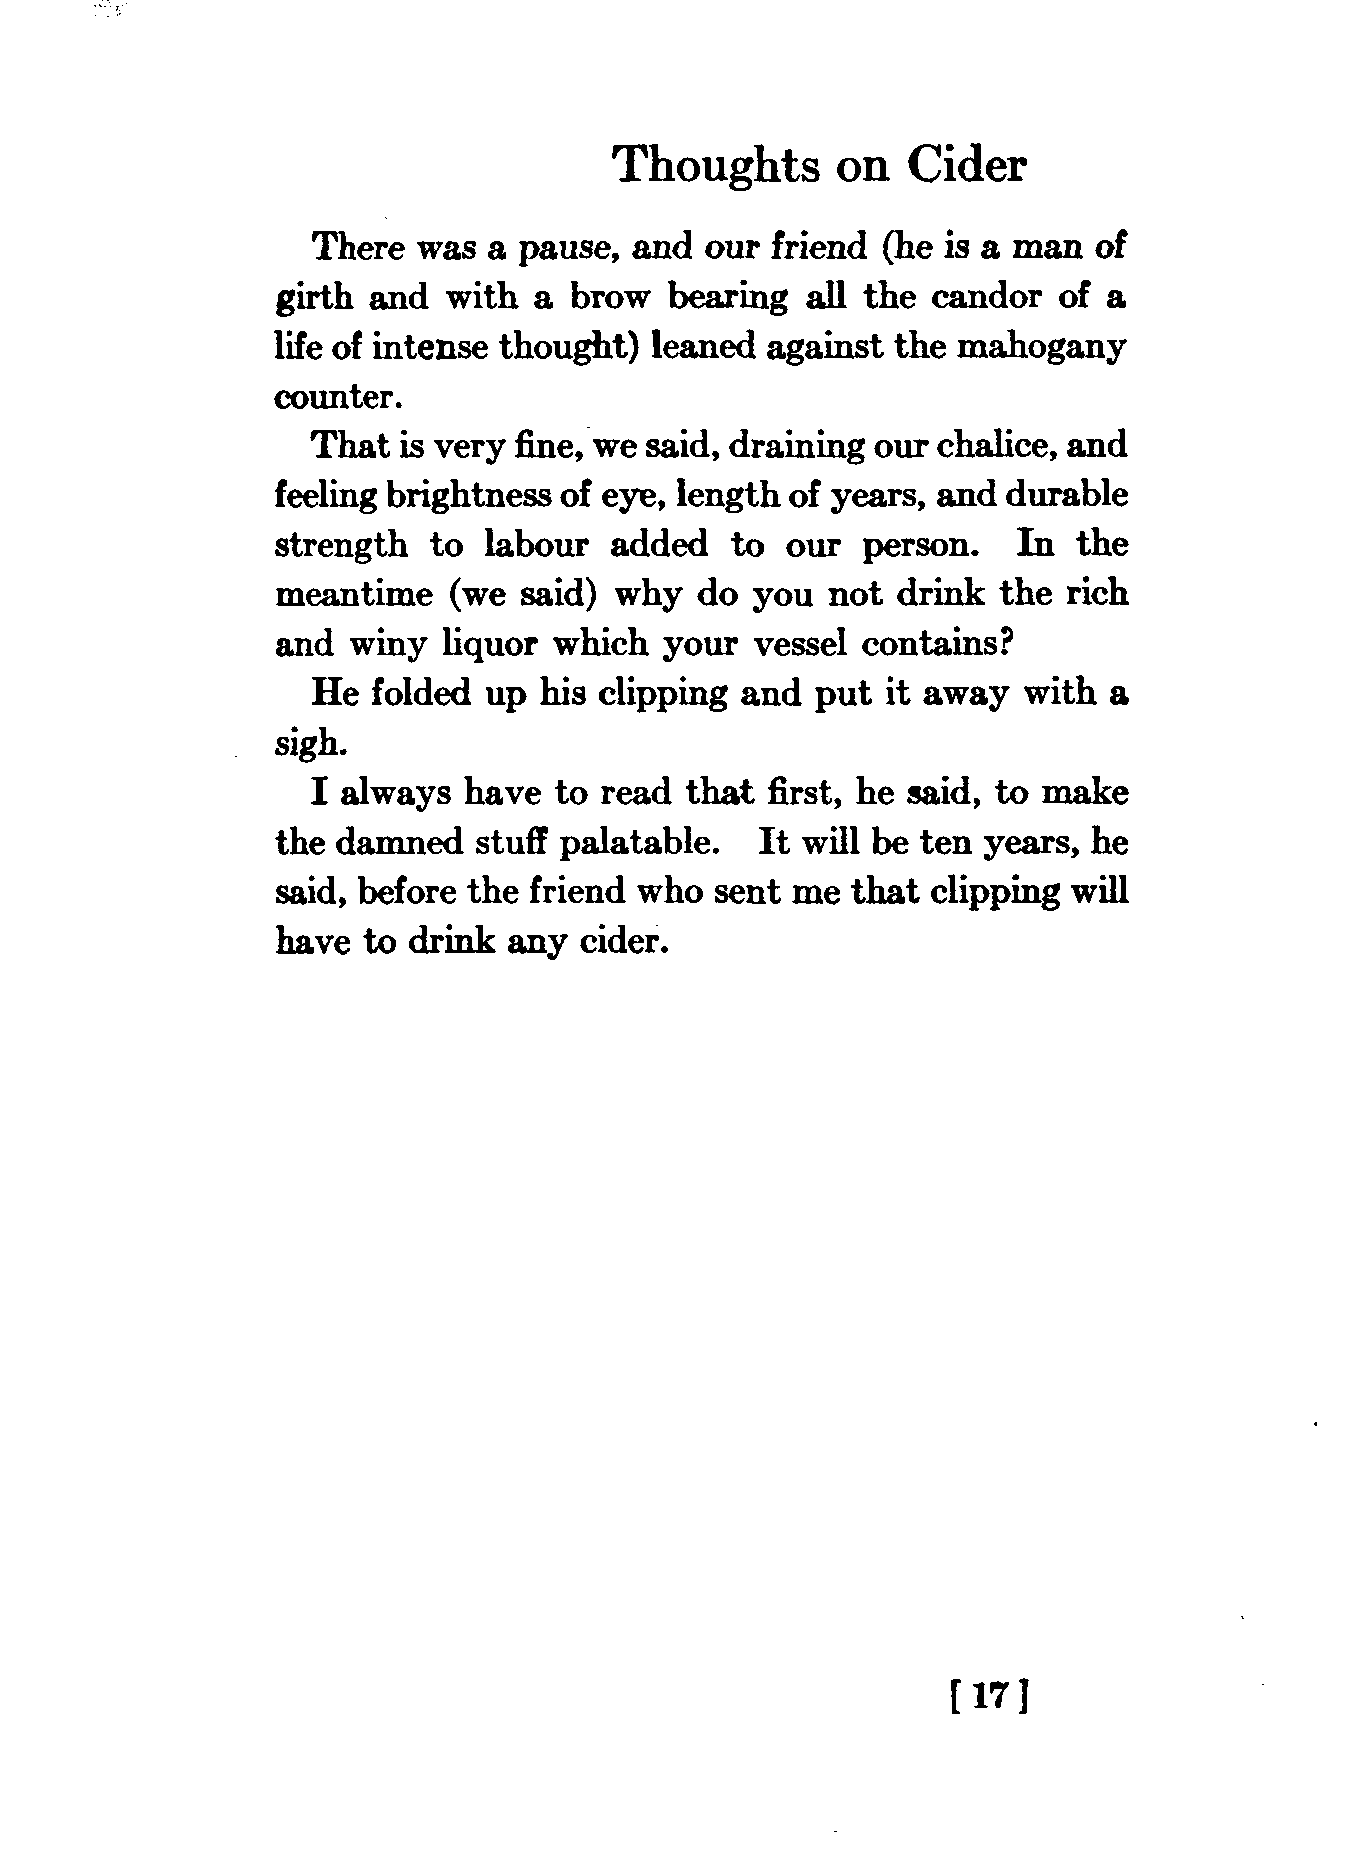 Thoughts on Cider
There was a pause, and our friend (he is a man of
girth and with a brow bearing all the candor of a
life of intense thought) leaned against the mahogany
counter.
That is very fine, we said, draining our chalice, and
feeling brightness of eye, length of years, and durable
strength to labour added to our person. In the
meantime (we said) why do you not drink the rich
and winy liquor which your vessel contains?
He folded up his clipping and put it away with a
sigh.
I always have to read that first, he said, to make
the damned stuff palatable. It will be ten years, he
said, before the friend who sent me that clipping will
have to drink any cider.
[ 17 ]